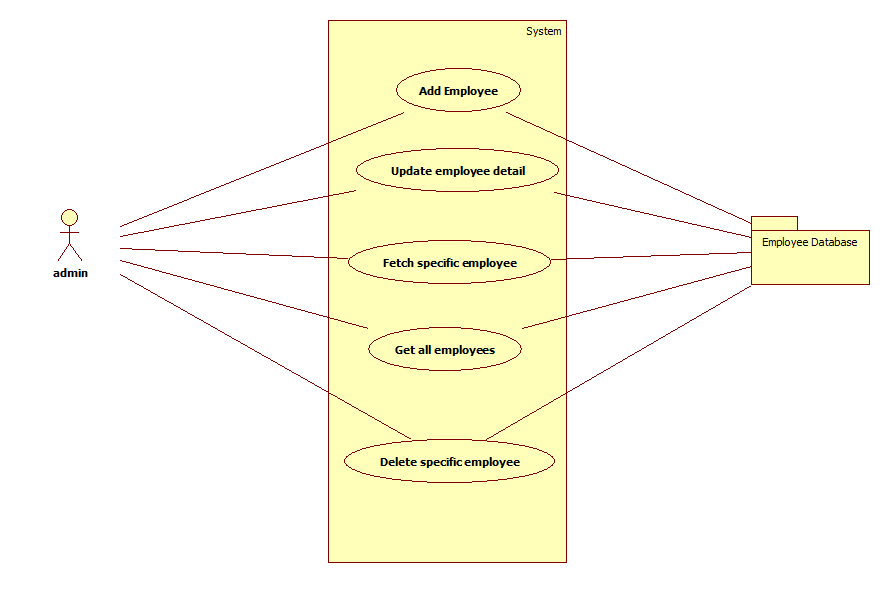 System
Add Employee
Update employee detail
Employee Database
Fetch specific employee
admin
Get all employees
Delete specific employee